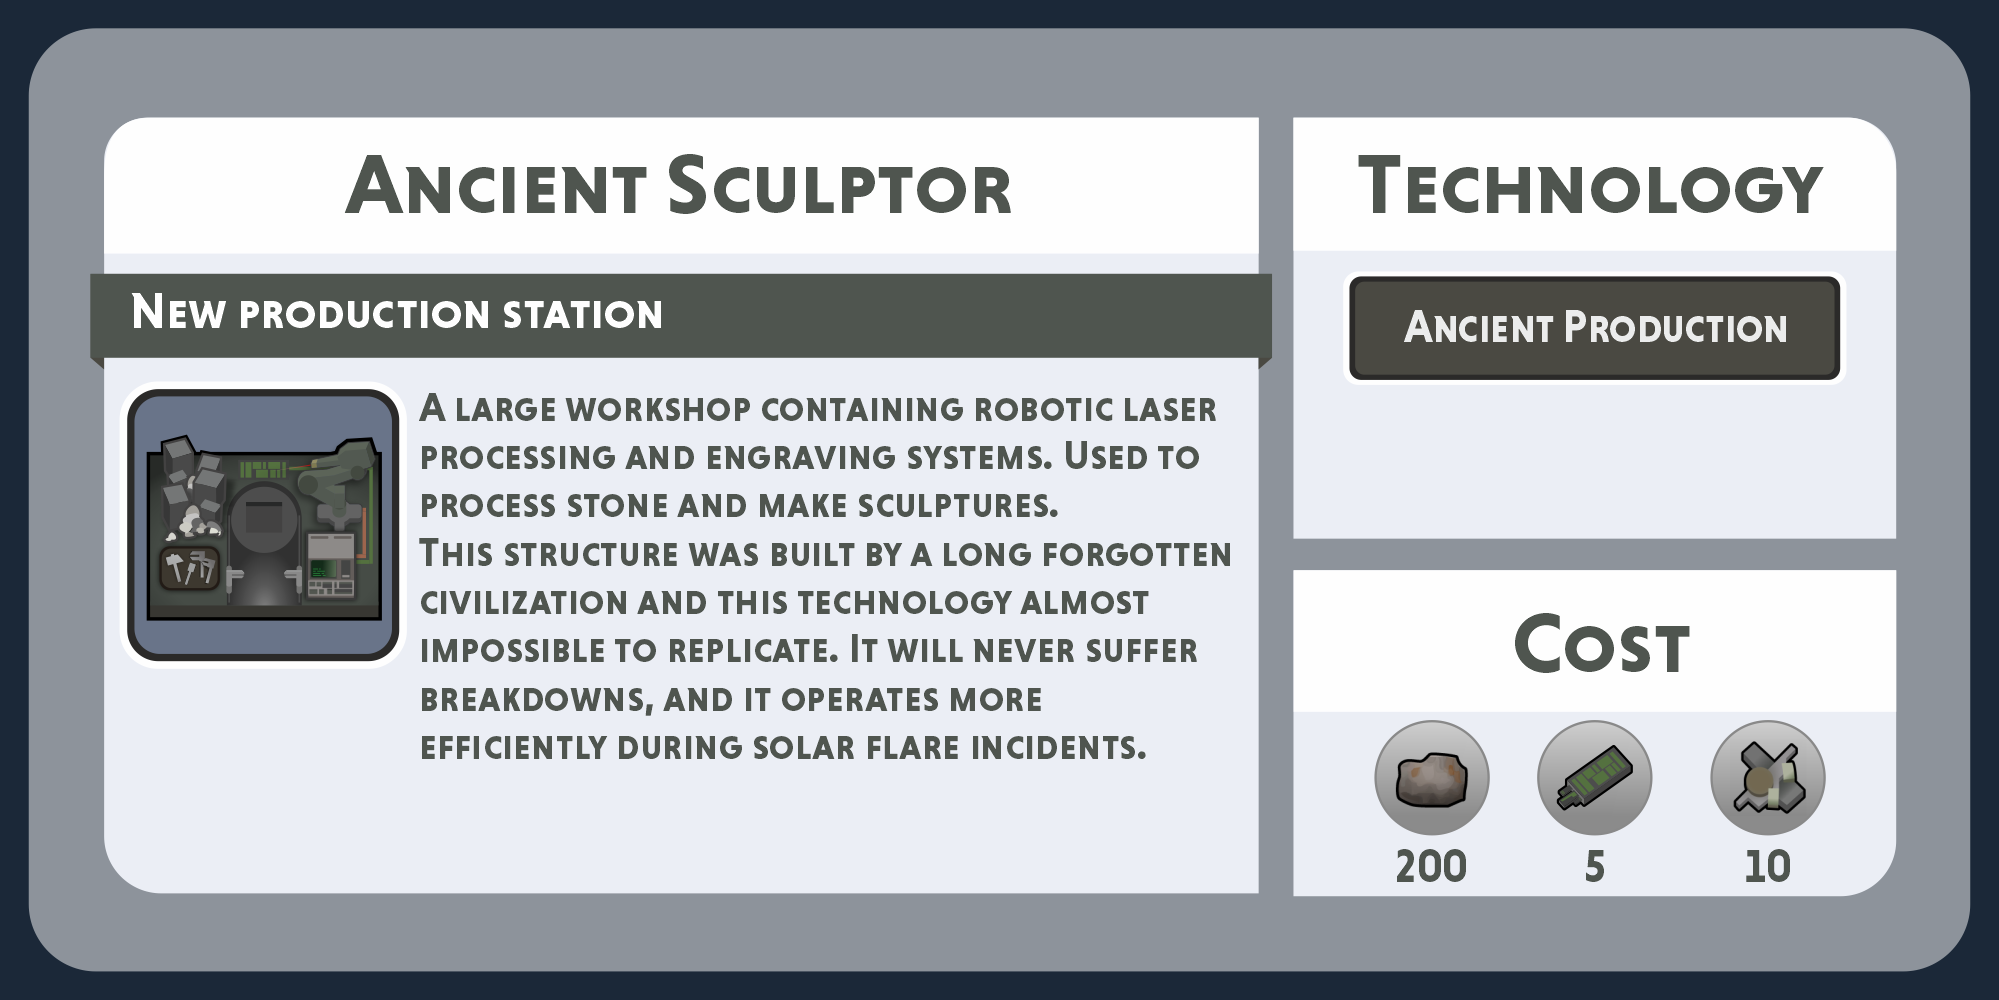 Ancient Sculptor
New production station
A large workshop containing robotic laser
processing and engraving systems. Used to
process stone and make sculptures.
This structure was built by a long forgotten
civilization and this technology almost
impossible to replicate. It will never suffer
breakdowns, and it operates more
efficiently during solar flare incidents.
Technology
Ancient Production
Cost
200 5 10